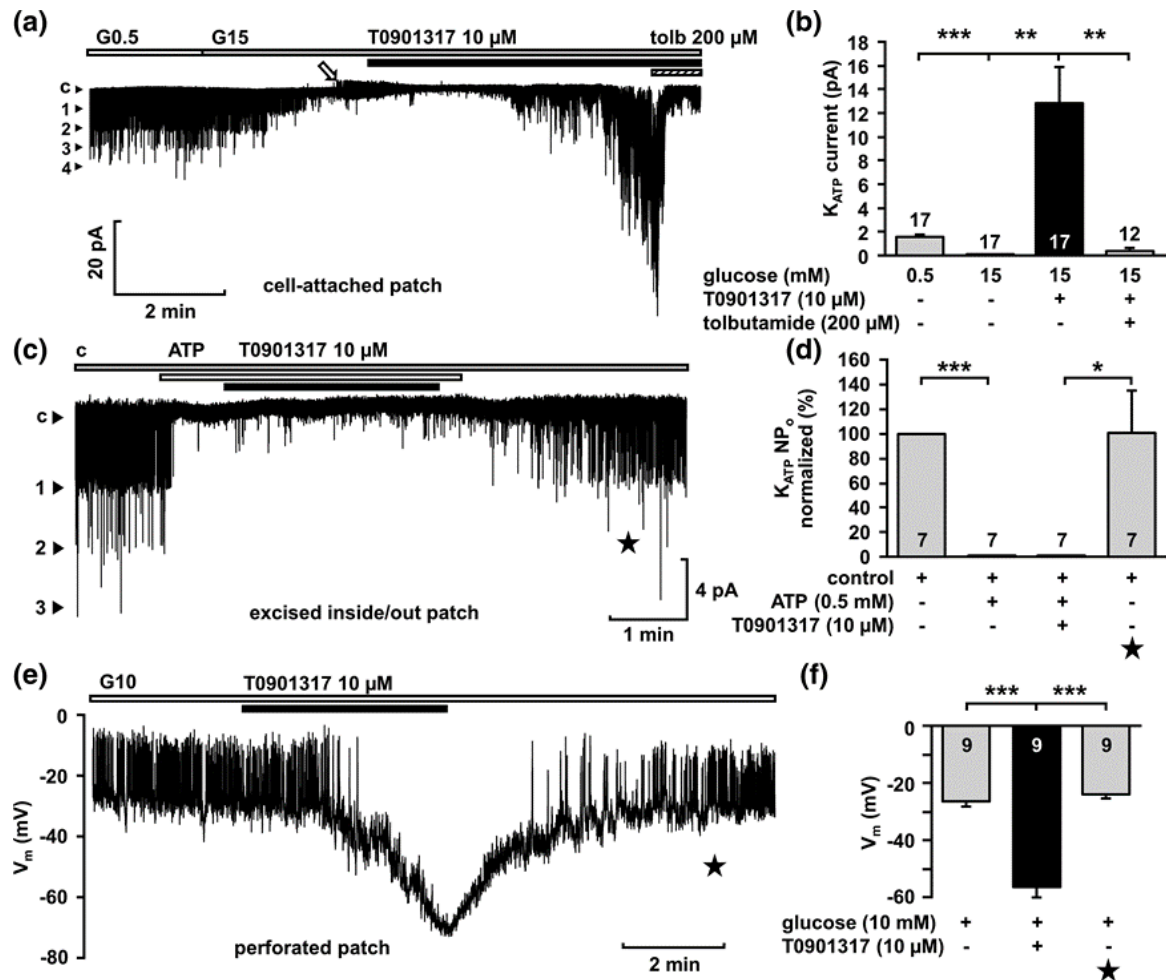 (a)
G0.5 G15 T0901317 10 µM tolb 200 µM
c
1
2
3
4
20 pA
2 min
cell-attached patch
(b)
*** ** **
18
16
14
12
10
8
6
4
2
0
K_ATP current (pA)
17 17 17 12
glucose (mM) 0.5 15 15 15
T0901317 (10 µM) - - + +
tolbutamide (200 µM) - - - +
(c)
c ATP T0901317 10 µM
c
1
2
3
4 pA
1 min
excised inside/out patch
★
(d)
*** *
160
140
120
100
80
60
40
20
0
K_ATP NP_o
normalized (%)
7 7 7 7
control + + + +
ATP (0.5 mM) - + + -
T0901317 (10 µM) - - + -
★
(e)
G10 T0901317 10 µM
0
-20
-40
-60
-80
V_m (mV)
perforated patch
2 min
★
(f)
*** ***
0
-20
-40
-60
V_m (mV)
9 9 9
glucose (10 mM) + + +
T0901317 (10 µM) - + -
★